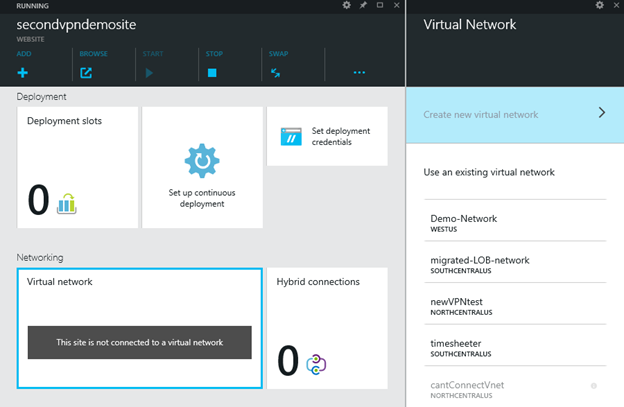 RUNNING
secondvpndemosite
WEBSITE
ADD
BROWSE
START
STOP
SWAP
Deployment
Deployment slots
0
Set up continuous
deployment
Set deployment
credentials
Networking
Virtual network
This site is not connected to a virtual network
Hybrid connections
0
Virtual Network
Create new virtual network
Use an existing virtual network
Demo-Network
WESTUS
migrated-LOB-network
SOUTHCENTRALUS
newVPNtest
NORTHCENTRALUS
timesheeter
SOUTHCENTRALUS
cantConnectVnet
NORTHCENTRALUS